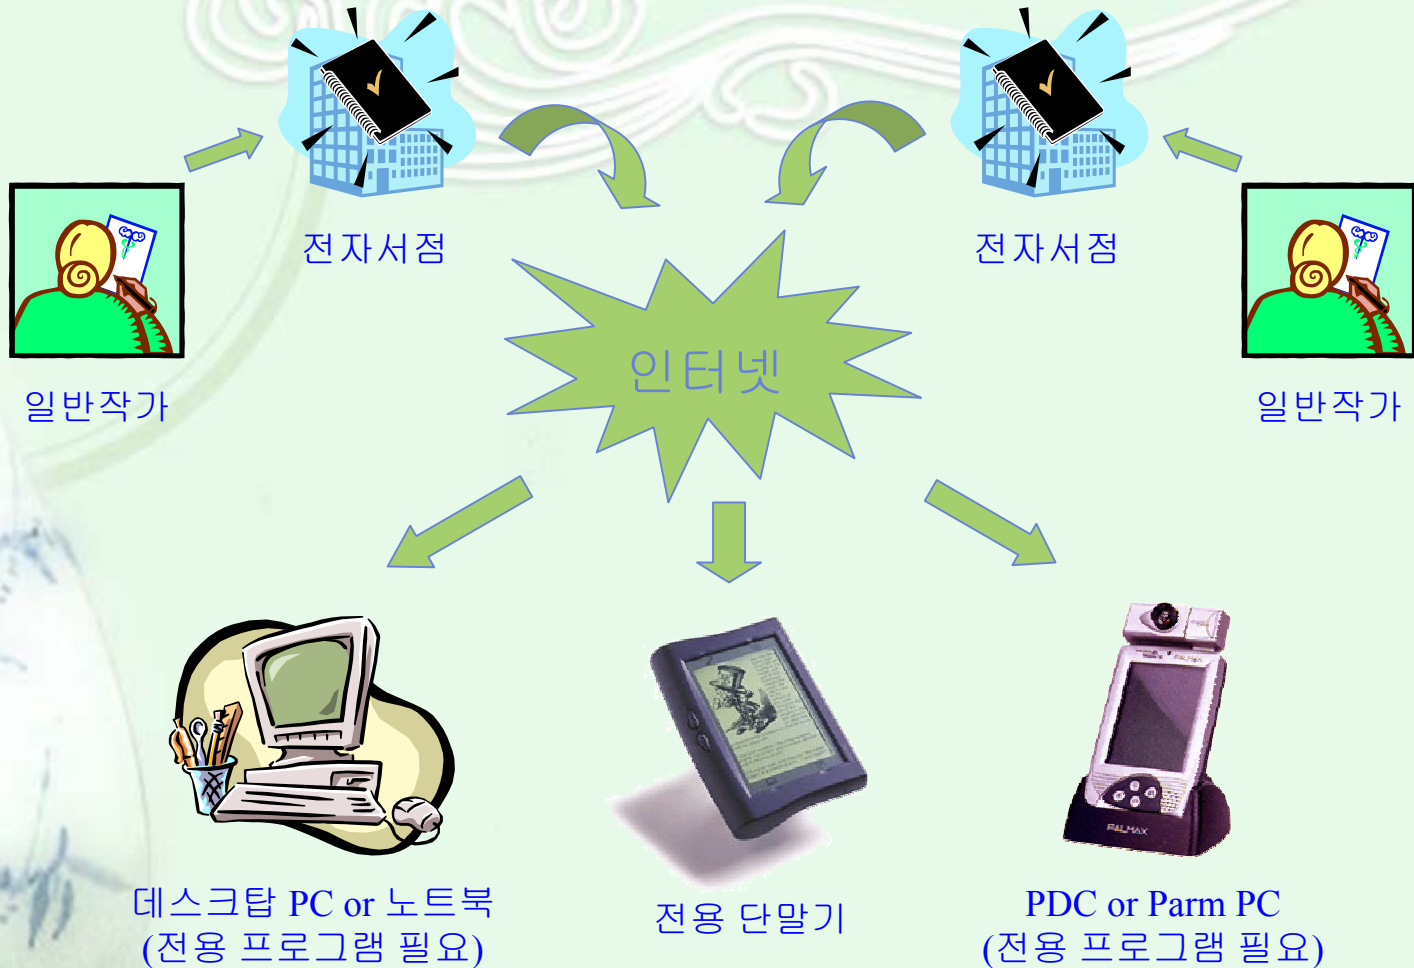 전자서점
전자서점
일반작가
일반작가
인터넷
PALMAX
PALMAX
데스크탑 PC or 노트북
(전용 프로그램 필요)
전용 단말기
PDC or Parm PC
(전용 프로그램 필요)